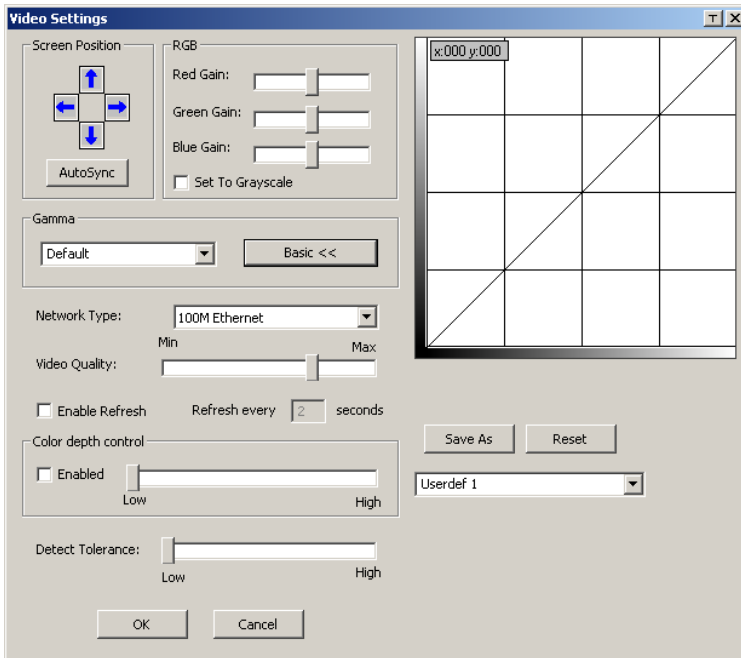 Video Settings
Screen Position
AutoSync
RGB
Red Gain:
Green Gain:
Blue Gain:
Set To Grayscale
x:000 y:000
Gamma
Default
Basic <<
Network Type:
100M Ethernet
Min
Max
Video Quality:
Enable Refresh
Refresh every 2 seconds
Color depth control
Enabled
Low
High
Detect Tolerance:
Low
High
Save As
Reset
Userdef 1
OK
Cancel